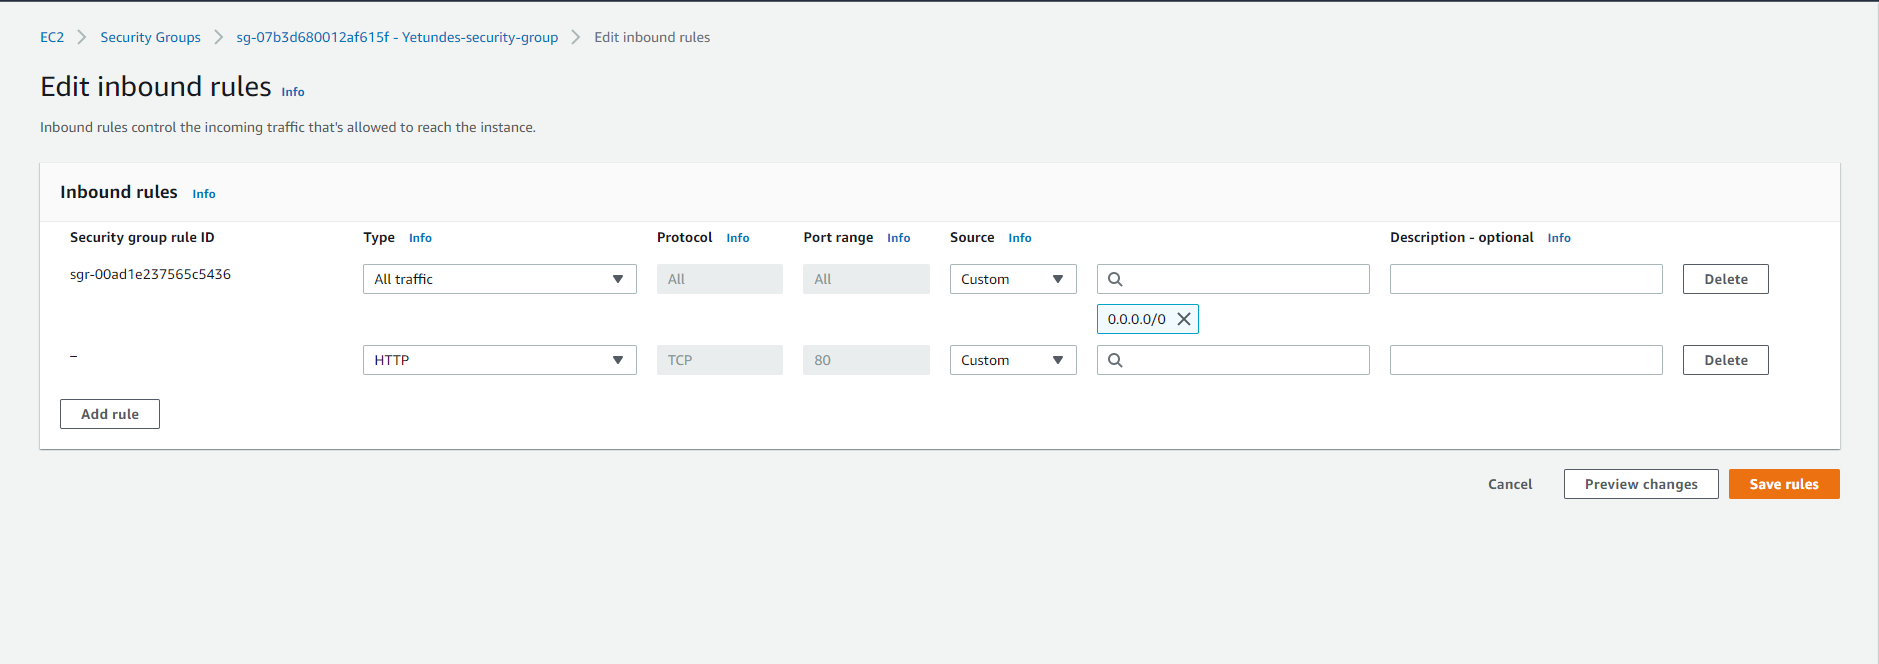 EC2 > Security Groups > sg-07b3d680012af615f - Yetundes-security-group > Edit inbound rules
Edit inbound rules Info
Inbound rules control the incoming traffic that's allowed to reach the instance.
Inbound rules Info
Security group rule ID Type Info Protocol Info Port range Info Source Info Description - optional Info
sgr-00ad1e237565c5436 All traffic All All Custom Delete
0.0.0.0/0
– HTTP TCP 80 Custom Delete
Add rule
Cancel Preview changes Save rules